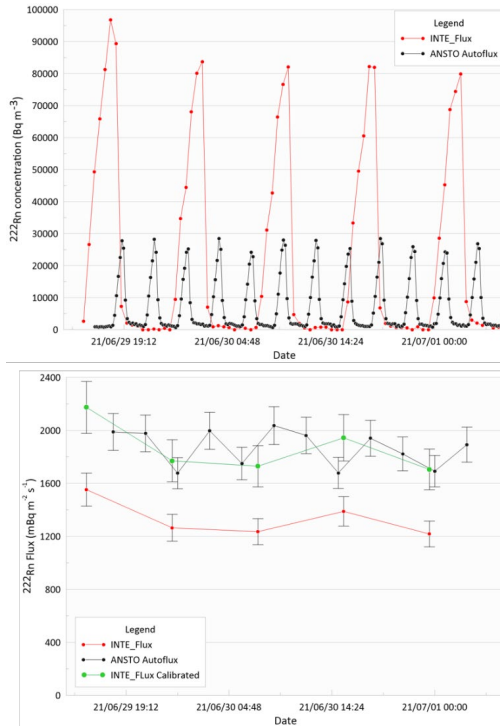 100000
90000
80000
70000
60000
50000
40000
30000
20000
10000
0
²²²Rn concentration (Bq m⁻³)
Legend
INTE_Flux
ANSTO Autoflux
21/06/29 19:12
21/06/30 04:48
21/06/30 14:24
21/07/01 00:00
Date
2400
2000
1600
1200
800
400
0
²²²Rn Flux (mBq m⁻² s⁻¹)
Legend
INTE_Flux
ANSTO Autoflux
INTE_FLux Calibrated
21/06/29 19:12
21/06/30 04:48
21/06/30 14:24
21/07/01 00:00
Date